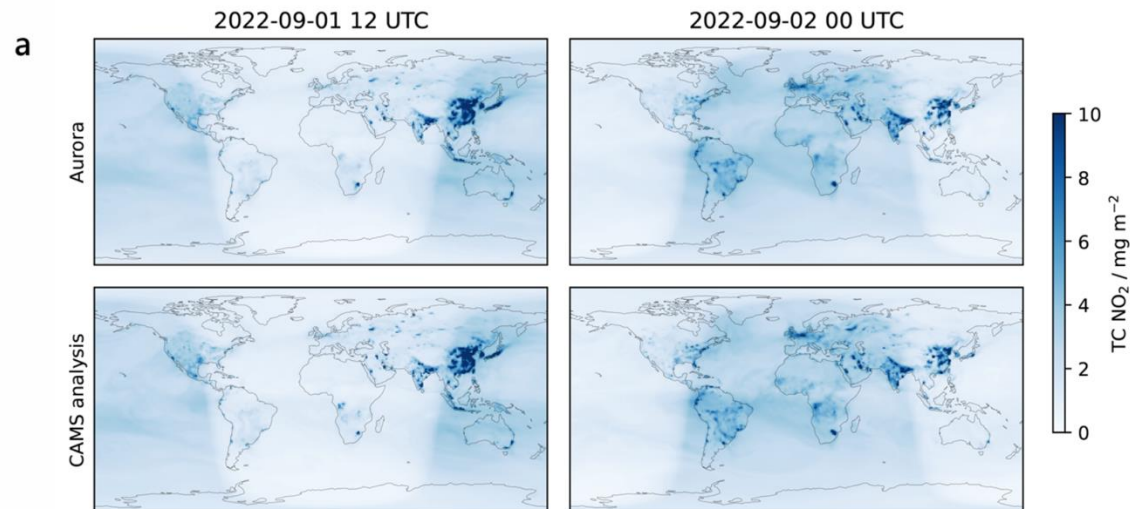 2022-09-01 12 UTC
2022-09-02 00 UTC
a
Aurora
CAMS analysis
10
8
6
4
2
0
TC NO₂ / mg m⁻²